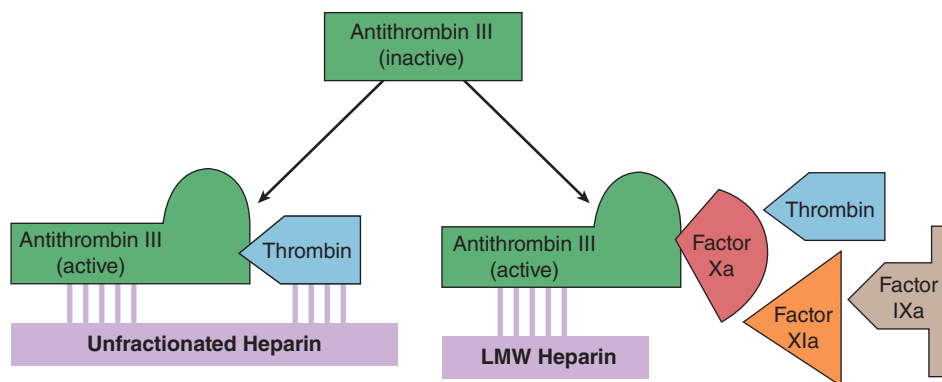 Antithrombin III
(inactive)
Antithrombin III
(active)
Thrombin
Unfractionated Heparin
Antithrombin III
(active)
Factor
Xa
Thrombin
Factor
XIa
Factor
IXa
LMW Heparin